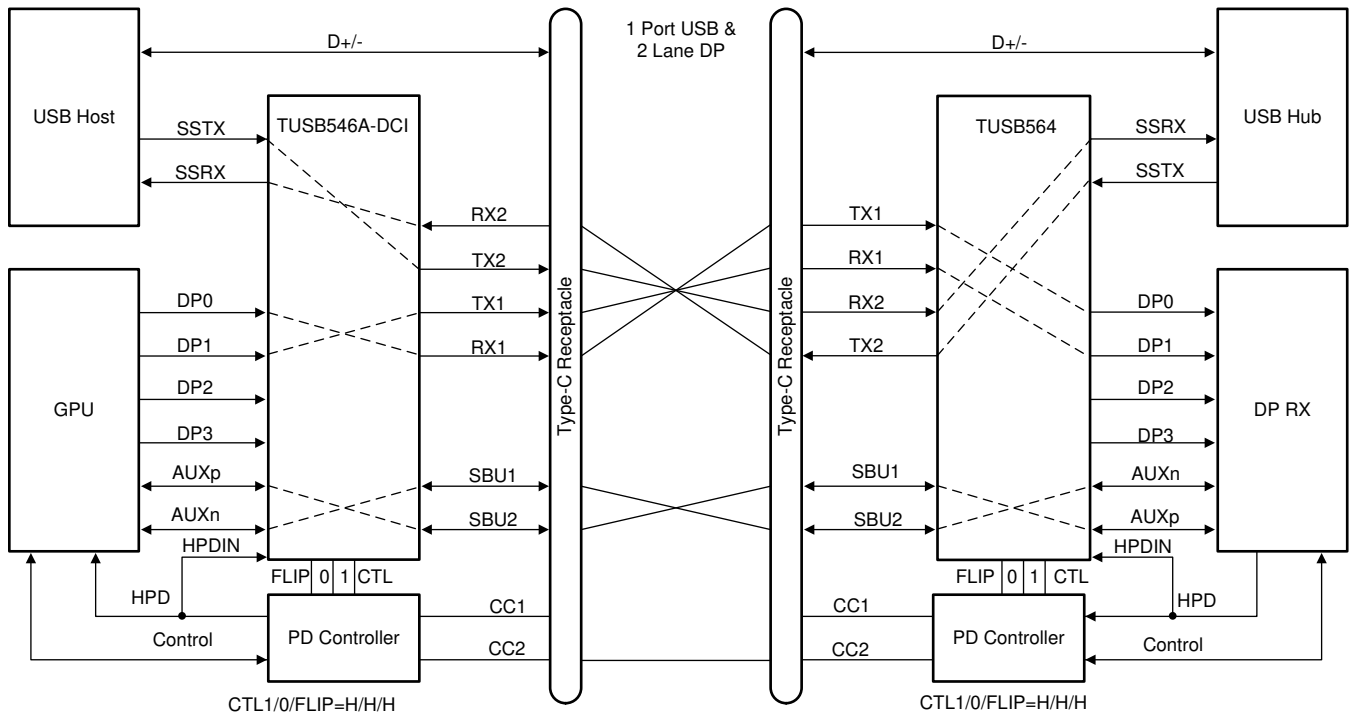 1 Port USB &
2 Lane DP
D+/-
D+/-
USB Host
TUSB546A-DCI
TUSB564
USB Hub
SSTX
SSRX
SSRX
SSTX
RX2
TX2
TX1
RX1
TX1
RX1
RX2
TX2
Type-C Receptacle
Type-C Receptacle
GPU
DP0
DP1
DP2
DP3
AUXp
AUXn
HPDIN
DP0
DP1
DP2
DP3
AUXn
AUXp
HPDIN
DP RX
SBU1
SBU2
SBU1
SBU2
FLIP 0 1 CTL
FLIP 0 1 CTL
HPD
HPD
Control
Control
PD Controller
PD Controller
CC1
CC2
CC1
CC2
CTL1/0/FLIP=H/H/H
CTL1/0/FLIP=H/H/H